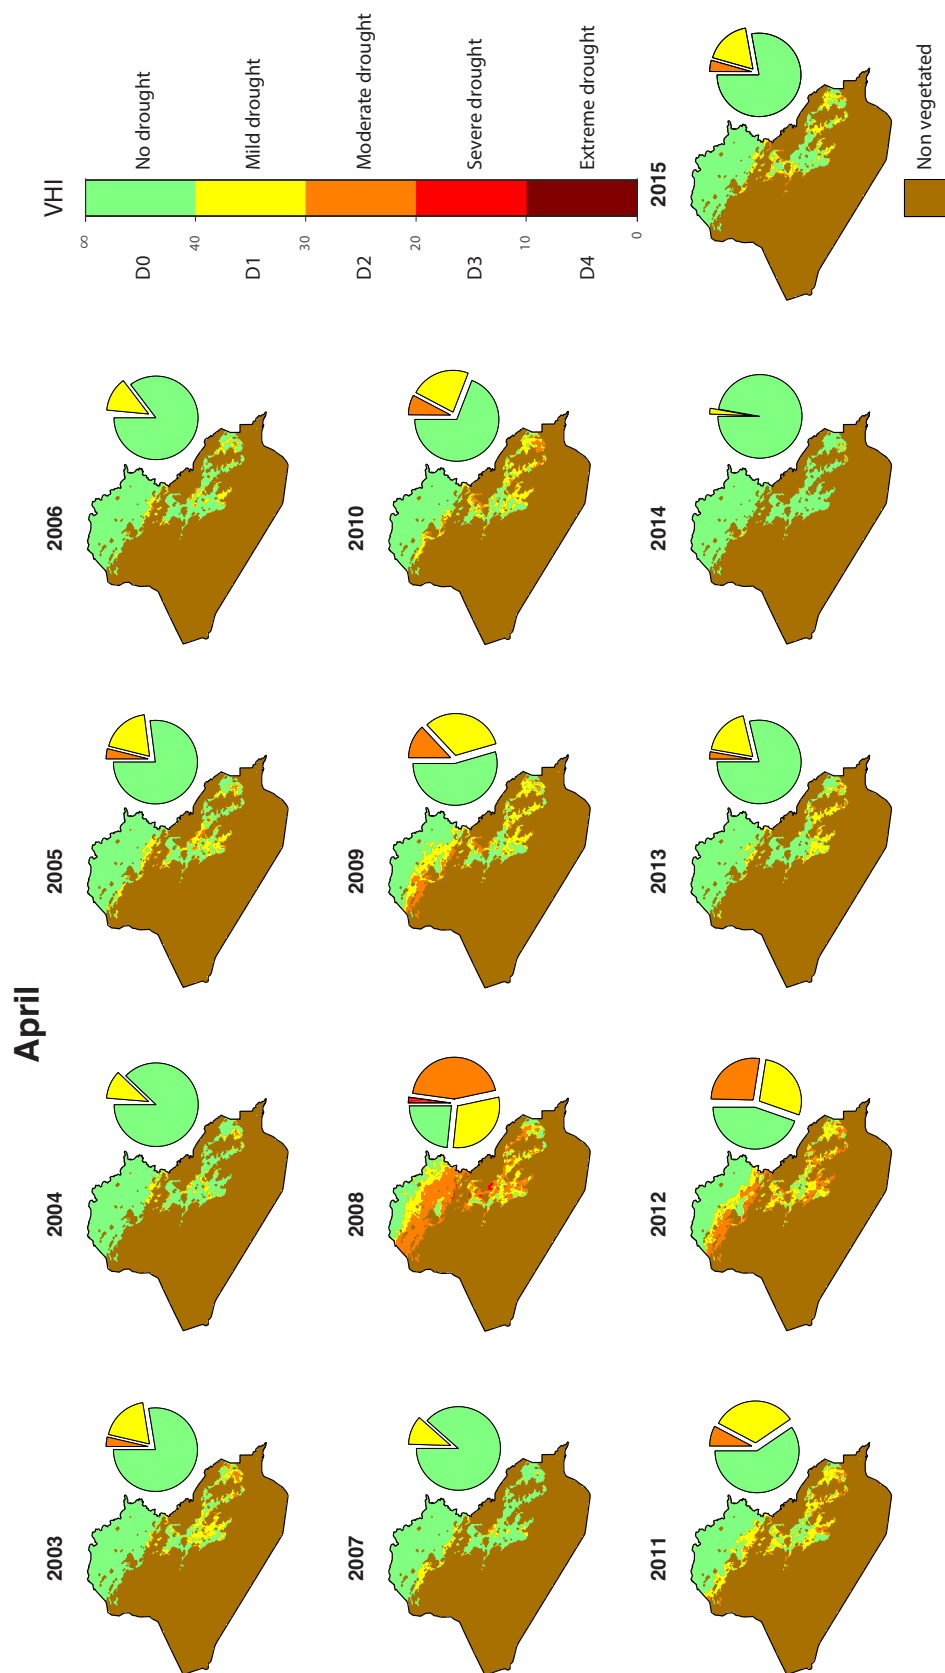 April
2003
2004
2005
2006
2007
2008
2009
2010
2011
2012
2013
2014
2015
VHI
∞
40
30
20
10
0
D0
D1
D2
D3
D4
No drought
Mild drought
Moderate drought
Severe drought
Extreme drought
Non vegetated